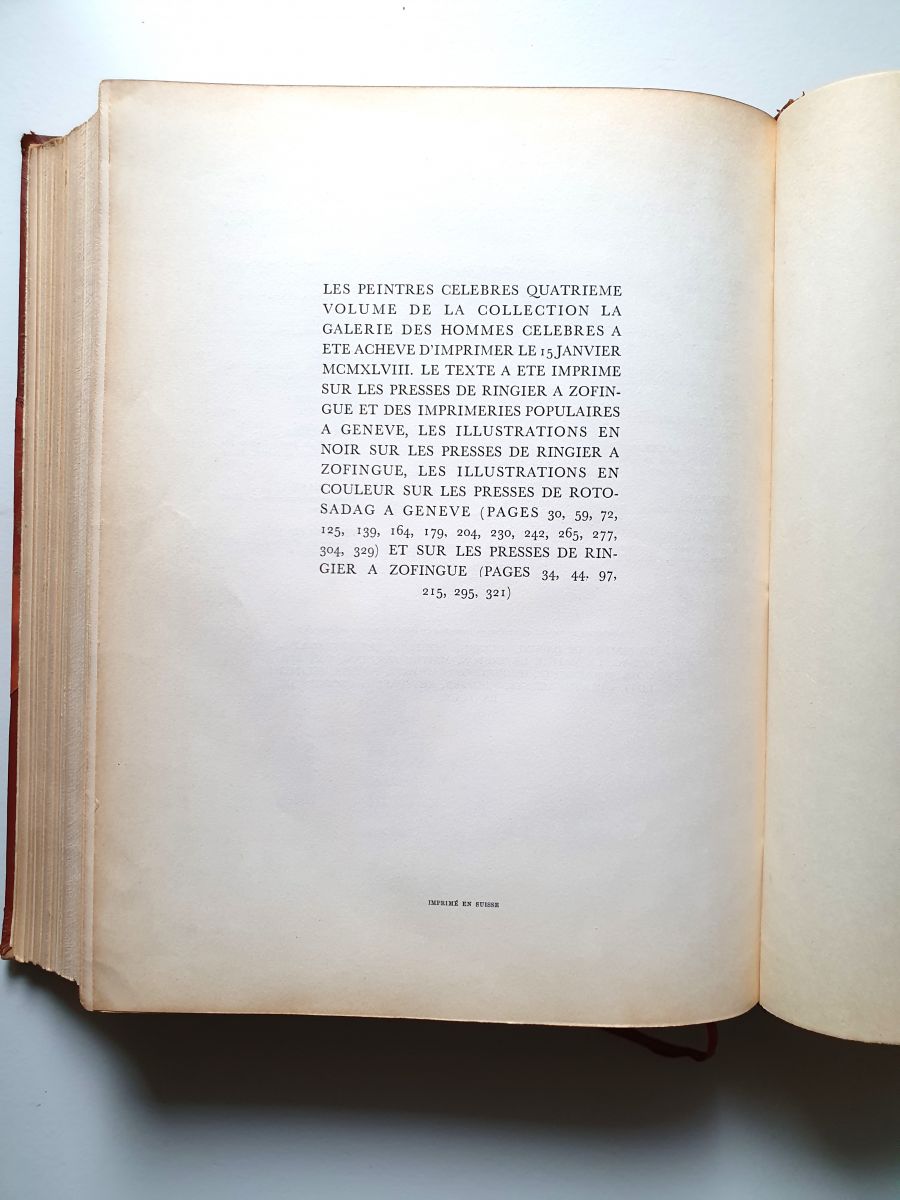 LES PEINTRES CELEBRES QUATRIEME
VOLUME DE LA COLLECTION LA
GALERIE DES HOMMES CELEBRES A
ETE ACHEVE D'IMPRIMER LE 15 JANVIER
MCMXLVIII. LE TEXTE A ETE IMPRIME
SUR LES PRESSES DE RINGIER A ZOFIN-
GUE ET DES IMPRIMERIES POPULAIRES
A GENEVE, LES ILLUSTRATIONS EN
NOIR SUR LES PRESSES DE RINGIER A
ZOFINGUE, LES ILLUSTRATIONS EN
COULEUR SUR LES PRESSES DE ROTO-
SADAG A GENEVE (PAGES 30, 59, 72,
125, 139, 164, 179, 204, 230, 242, 265, 277,
304, 329) ET SUR LES PRESSES DE RIN-
GIER A ZOFINGUE (PAGES 34, 44, 97,
215, 295, 321)
IMPRIMÉ EN SUISSE